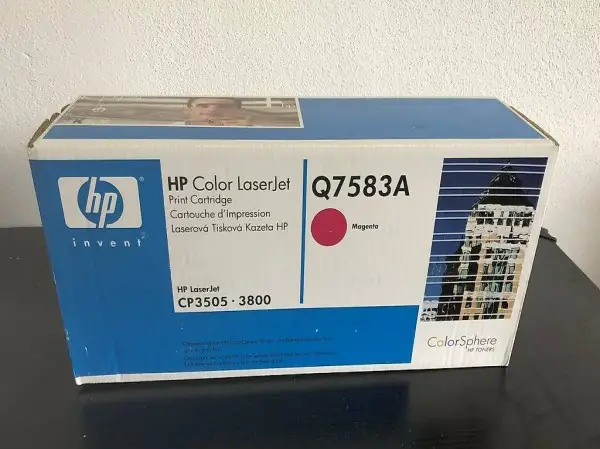 hp
invent
HP Color LaserJet
Print Cartridge
Cartouche d'Impression
Laserová Tisková Kazeta HP
HP LaserJet
CP3505 · 3800
Q7583A
Magenta
ColorSphere
HP TONERS